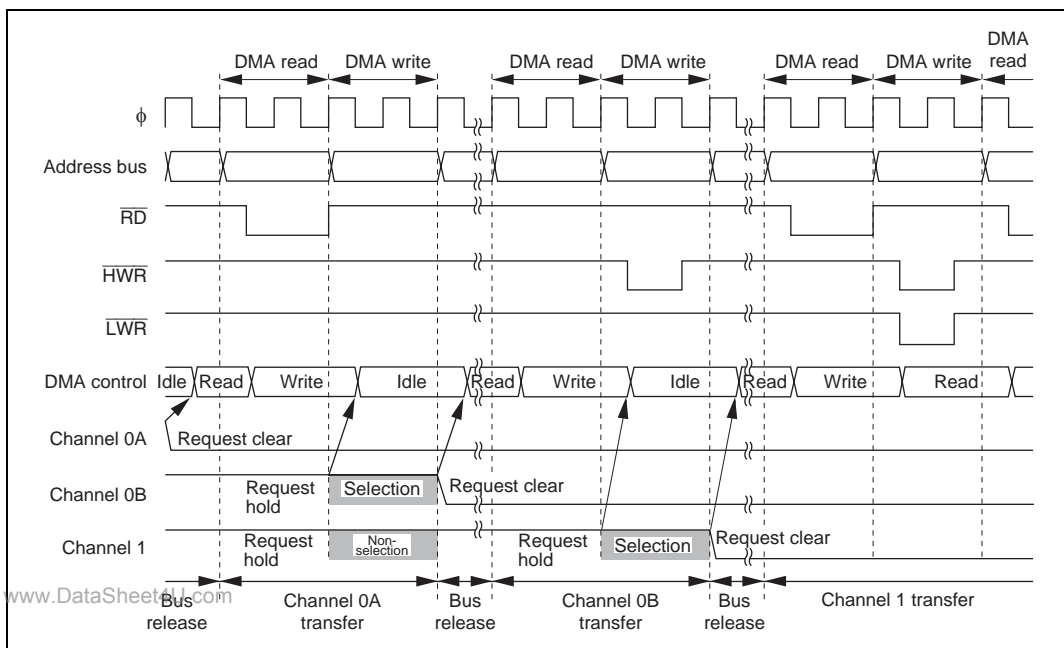 DMA read DMA write DMA read DMA write DMA read DMA write DMA
read
φ
Address bus
RD
HWR
LWR
DMA control Idle Read Write Idle Read Write Idle Read Write Read
Channel 0A Request clear
Channel 0B Request
hold Selection Request clear
Channel 1 Request
hold Non-
selection Request
hold Selection Request clear
www.DataSheet4U.com
Bus
release Channel 0A
transfer Bus
release Channel 0B
transfer Bus
release Channel 1 transfer